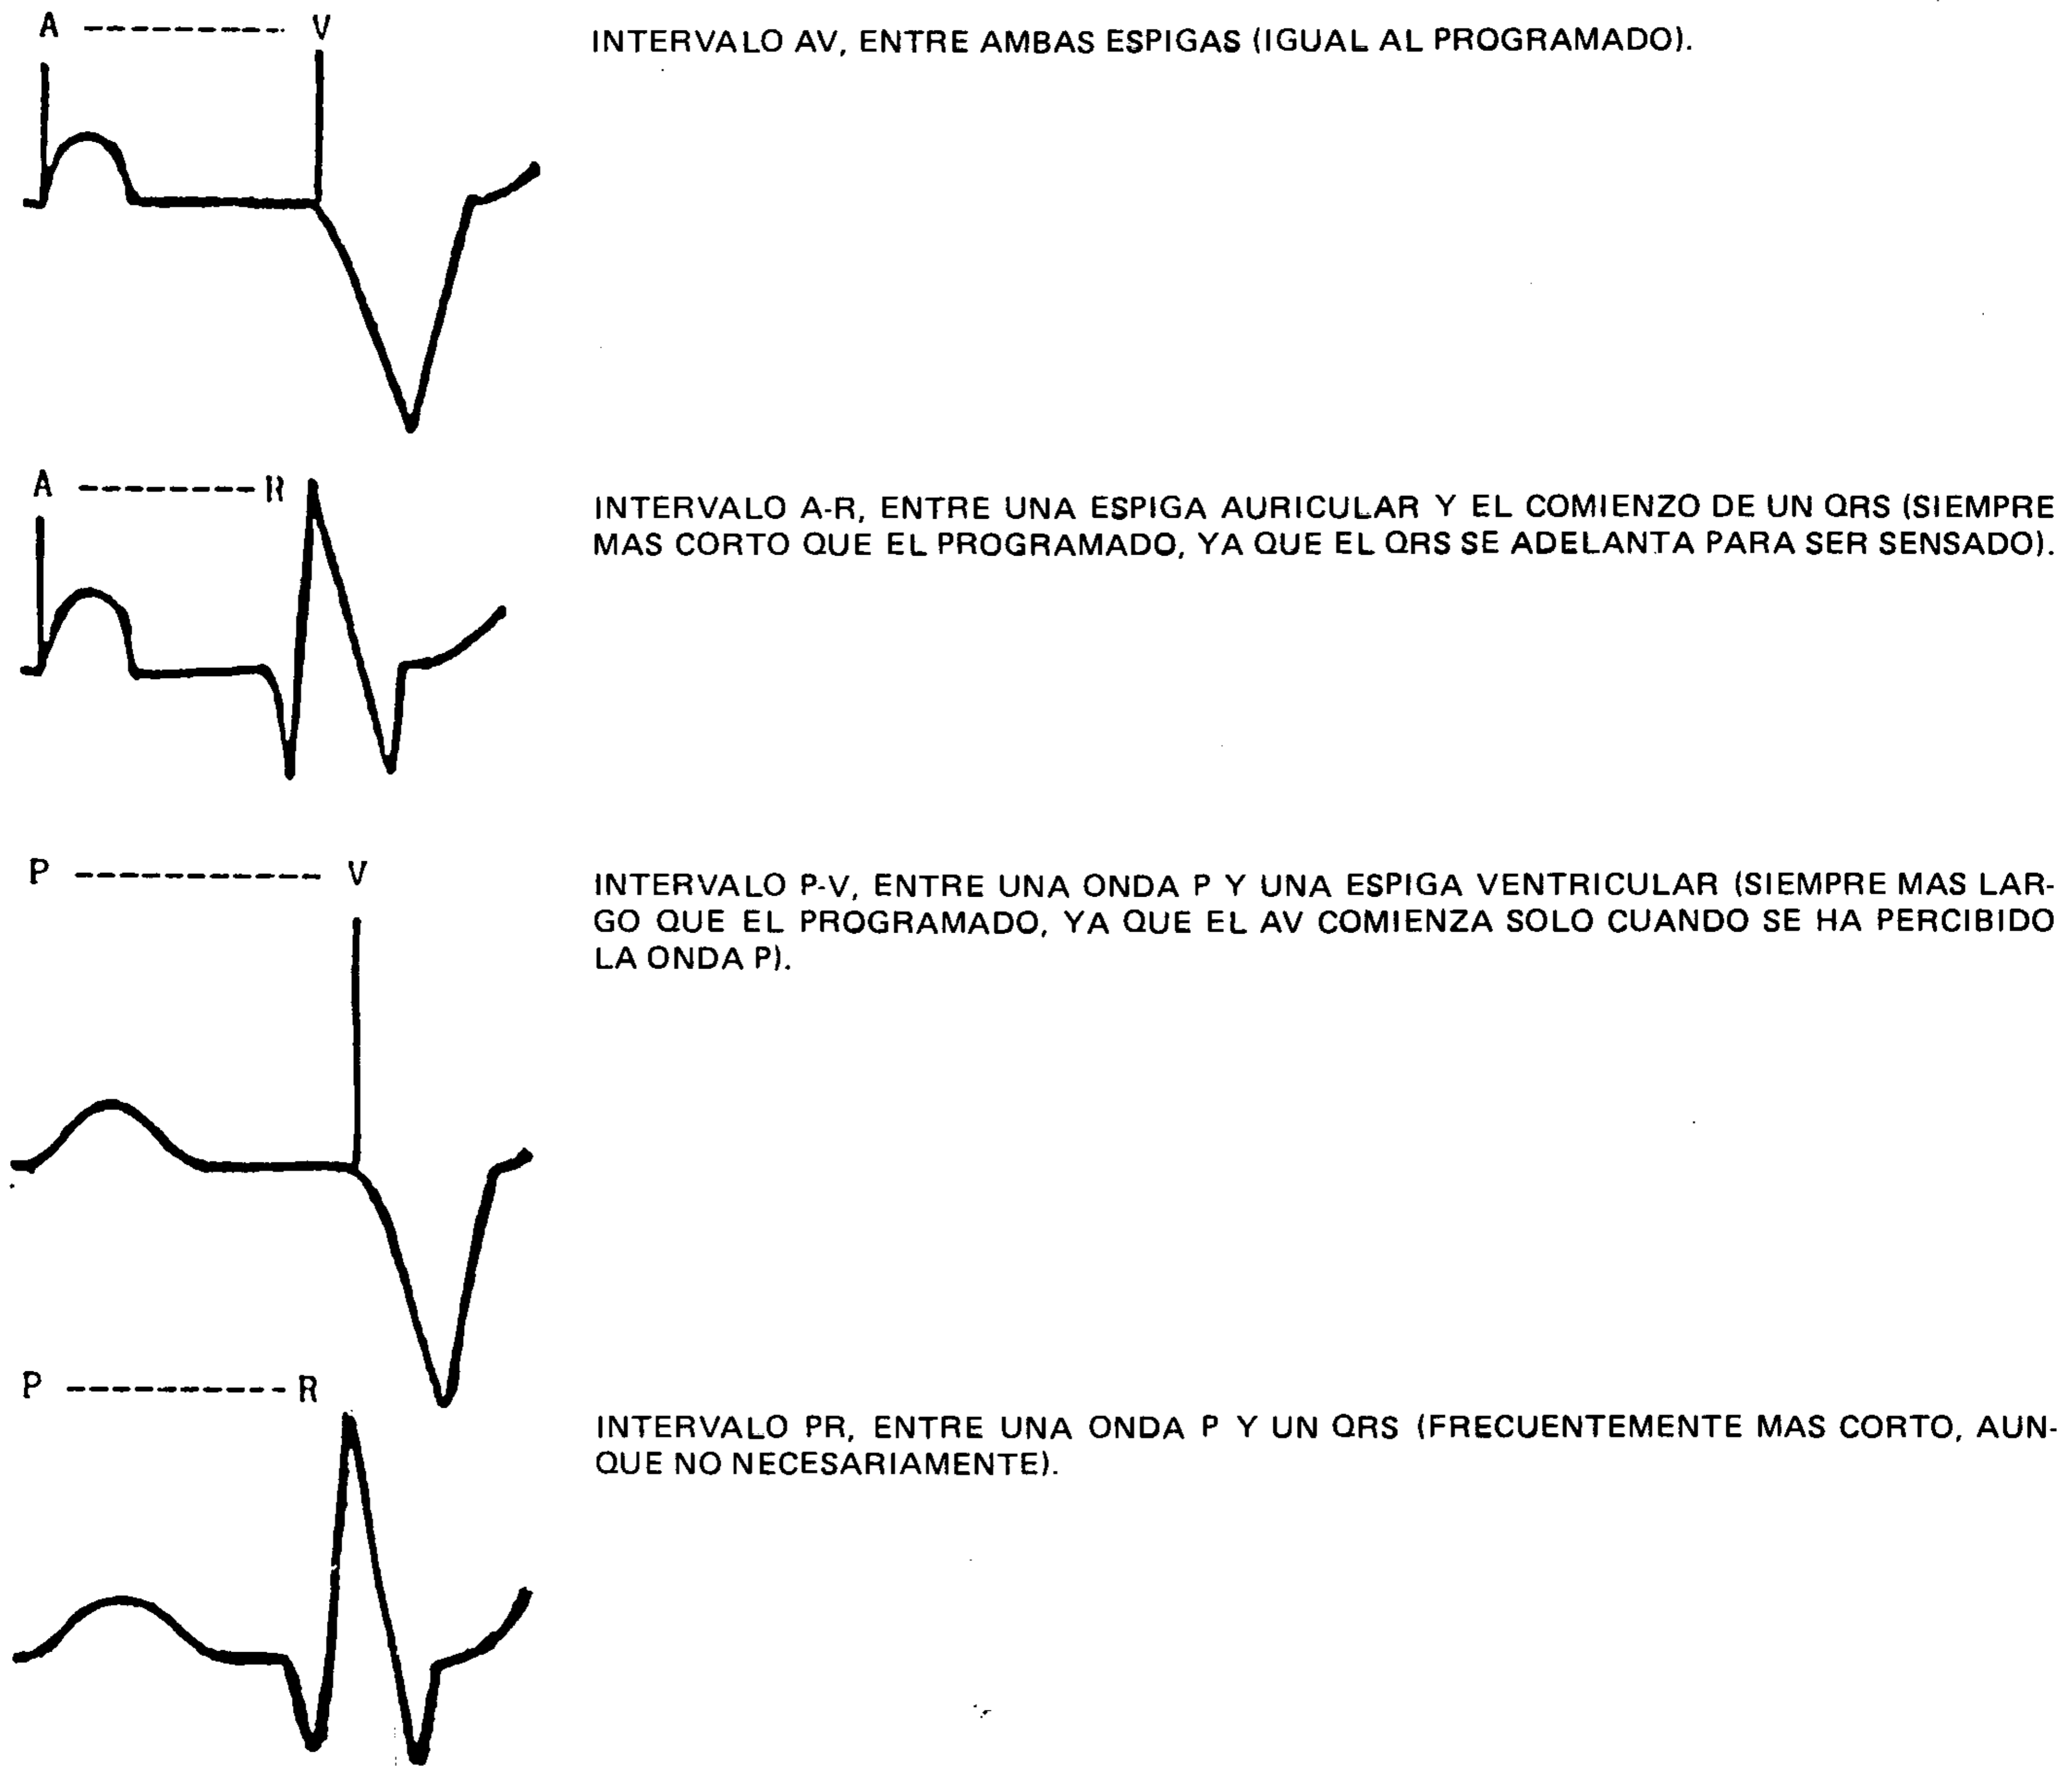 A ----------- V
INTERVALO AV, ENTRE AMBAS ESPIGAS (IGUAL AL PROGRAMADO).
A ---------- R
INTERVALO A-R, ENTRE UNA ESPIGA AURICULAR Y EL COMIENZO DE UN QRS (SIEMPRE
MAS CORTO QUE EL PROGRAMADO, YA QUE EL QRS SE ADELANTA PARA SER SENSADO).
P ------------ V
INTERVALO P-V, ENTRE UNA ONDA P Y UNA ESPIGA VENTRICULAR (SIEMPRE MAS LAR-
GO QUE EL PROGRAMADO, YA QUE EL AV COMIENZA SOLO CUANDO SE HA PERCIBIDO
LA ONDA P).
P ------------ R
INTERVALO PR, ENTRE UNA ONDA P Y UN QRS (FRECUENTEMENTE MAS CORTO, AUN-
QUE NO NECESARIAMENTE).